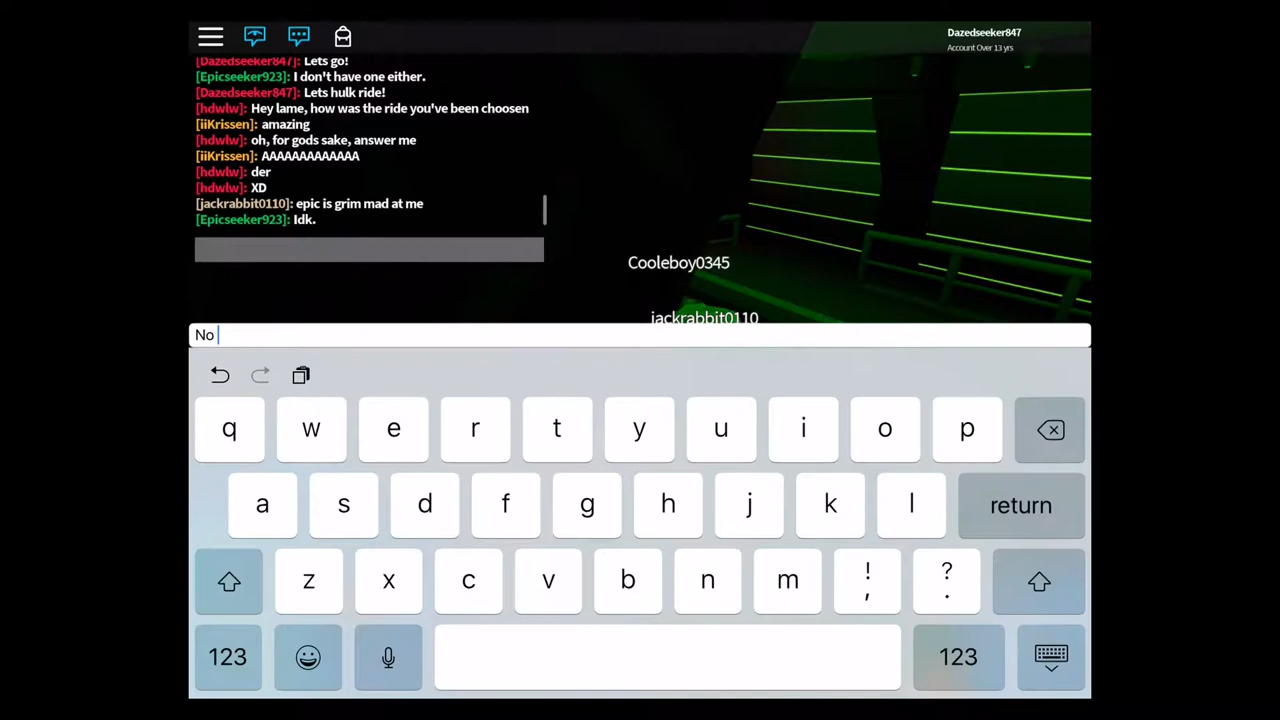 Dazedseeker847
Account Over 13 yrs
[Dazedseeker847]: Lets go!
[Epicseeker923]: I don't have one either.
[Dazedseeker847]: Lets hulk ride!
[hdwlw]: Hey lame, how was the ride you've been choosen
[iiKrissen]: amazing
[hdwlw]: oh, for gods sake, answer me
[iiKrissen]: AAAAAAAAAAAAA
[hdwlw]: der
[hdwlw]: XD
[jackrabbit0110]: epic is grim mad at me
[Epicseeker923]: Idk.
Cooleboy0345
jackrabbit0110
No
q w e r t y u i o p
a s d f g h j k l return
z x c v b n m ! , ? .
123 123